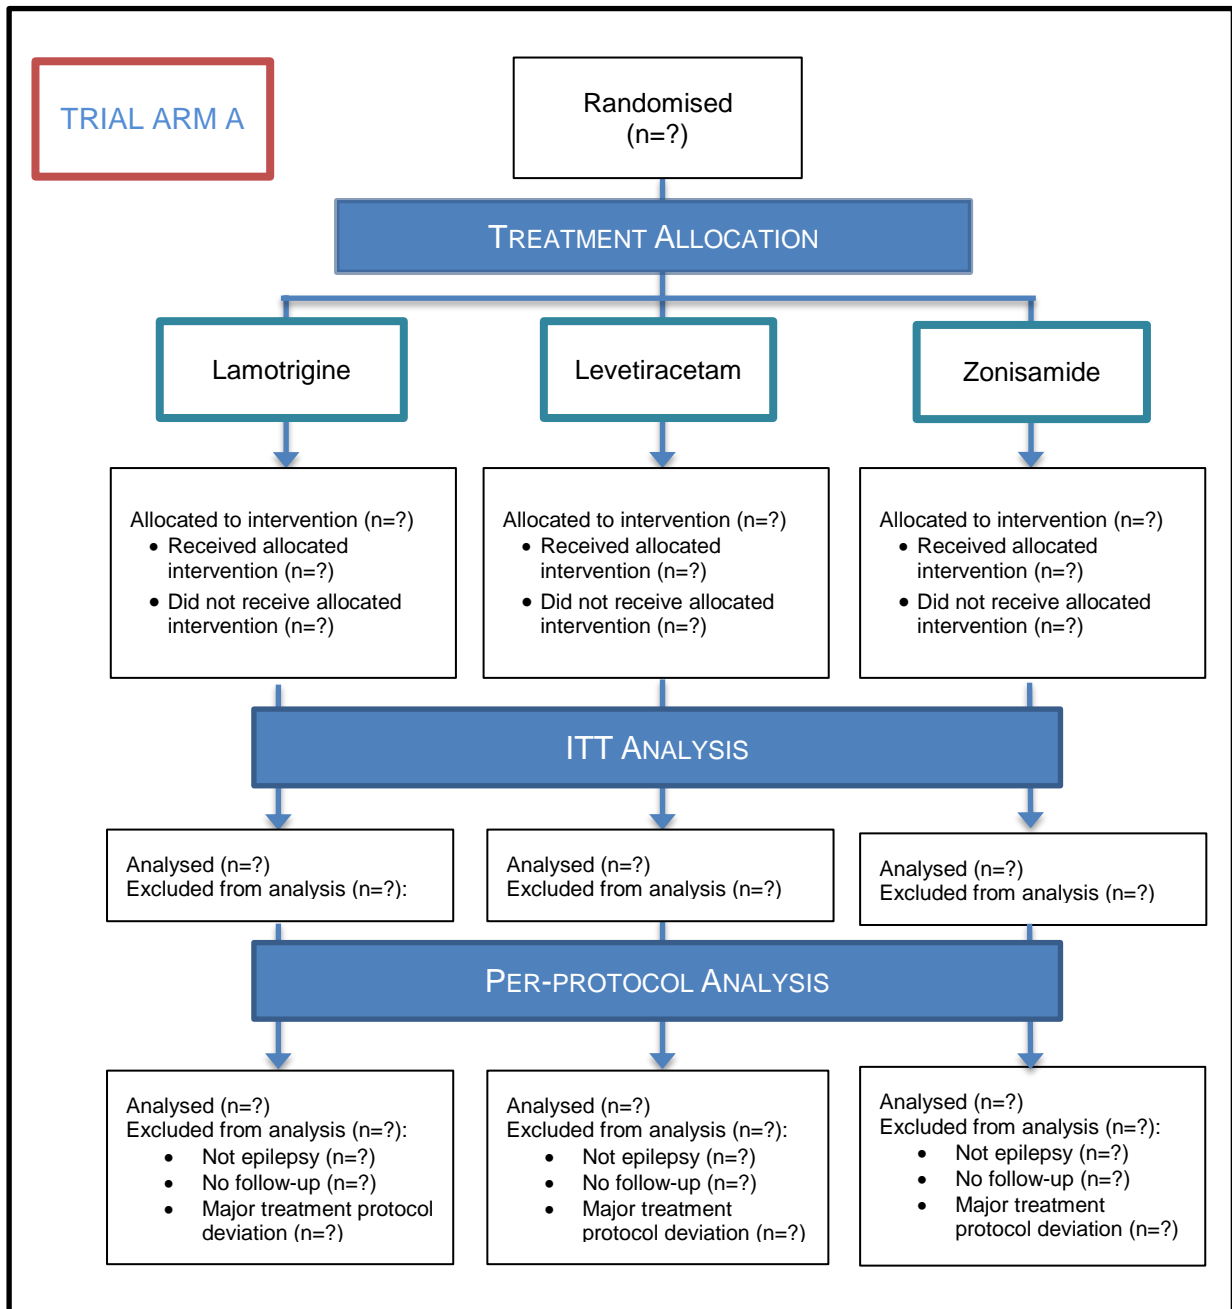 TRIAL ARM A
Randomised
(n=?)
TREATMENT ALLOCATION
Lamotrigine
Levetiracetam
Zonisamide
Allocated to intervention (n=?)
• Received allocated
intervention (n=?)
• Did not receive allocated
intervention (n=?)
Allocated to intervention (n=?)
• Received allocated
intervention (n=?)
• Did not receive allocated
intervention (n=?)
Allocated to intervention (n=?)
• Received allocated
intervention (n=?)
• Did not receive allocated
intervention (n=?)
ITT ANALYSIS
Analysed (n=?)
Excluded from analysis (n=?):
Analysed (n=?)
Excluded from analysis (n=?)
Analysed (n=?)
Excluded from analysis (n=?)
PER-PROTOCOL ANALYSIS
Analysed (n=?)
Excluded from analysis (n=?):
• Not epilepsy (n=?)
• No follow-up (n=?)
• Major treatment protocol
deviation (n=?)
Analysed (n=?)
Excluded from analysis (n=?):
• Not epilepsy (n=?)
• No follow-up (n=?)
• Major treatment
protocol deviation (n=?)
Analysed (n=?)
Excluded from analysis (n=?):
• Not epilepsy (n=?)
• No follow-up (n=?)
• Major treatment
protocol deviation (n=?)